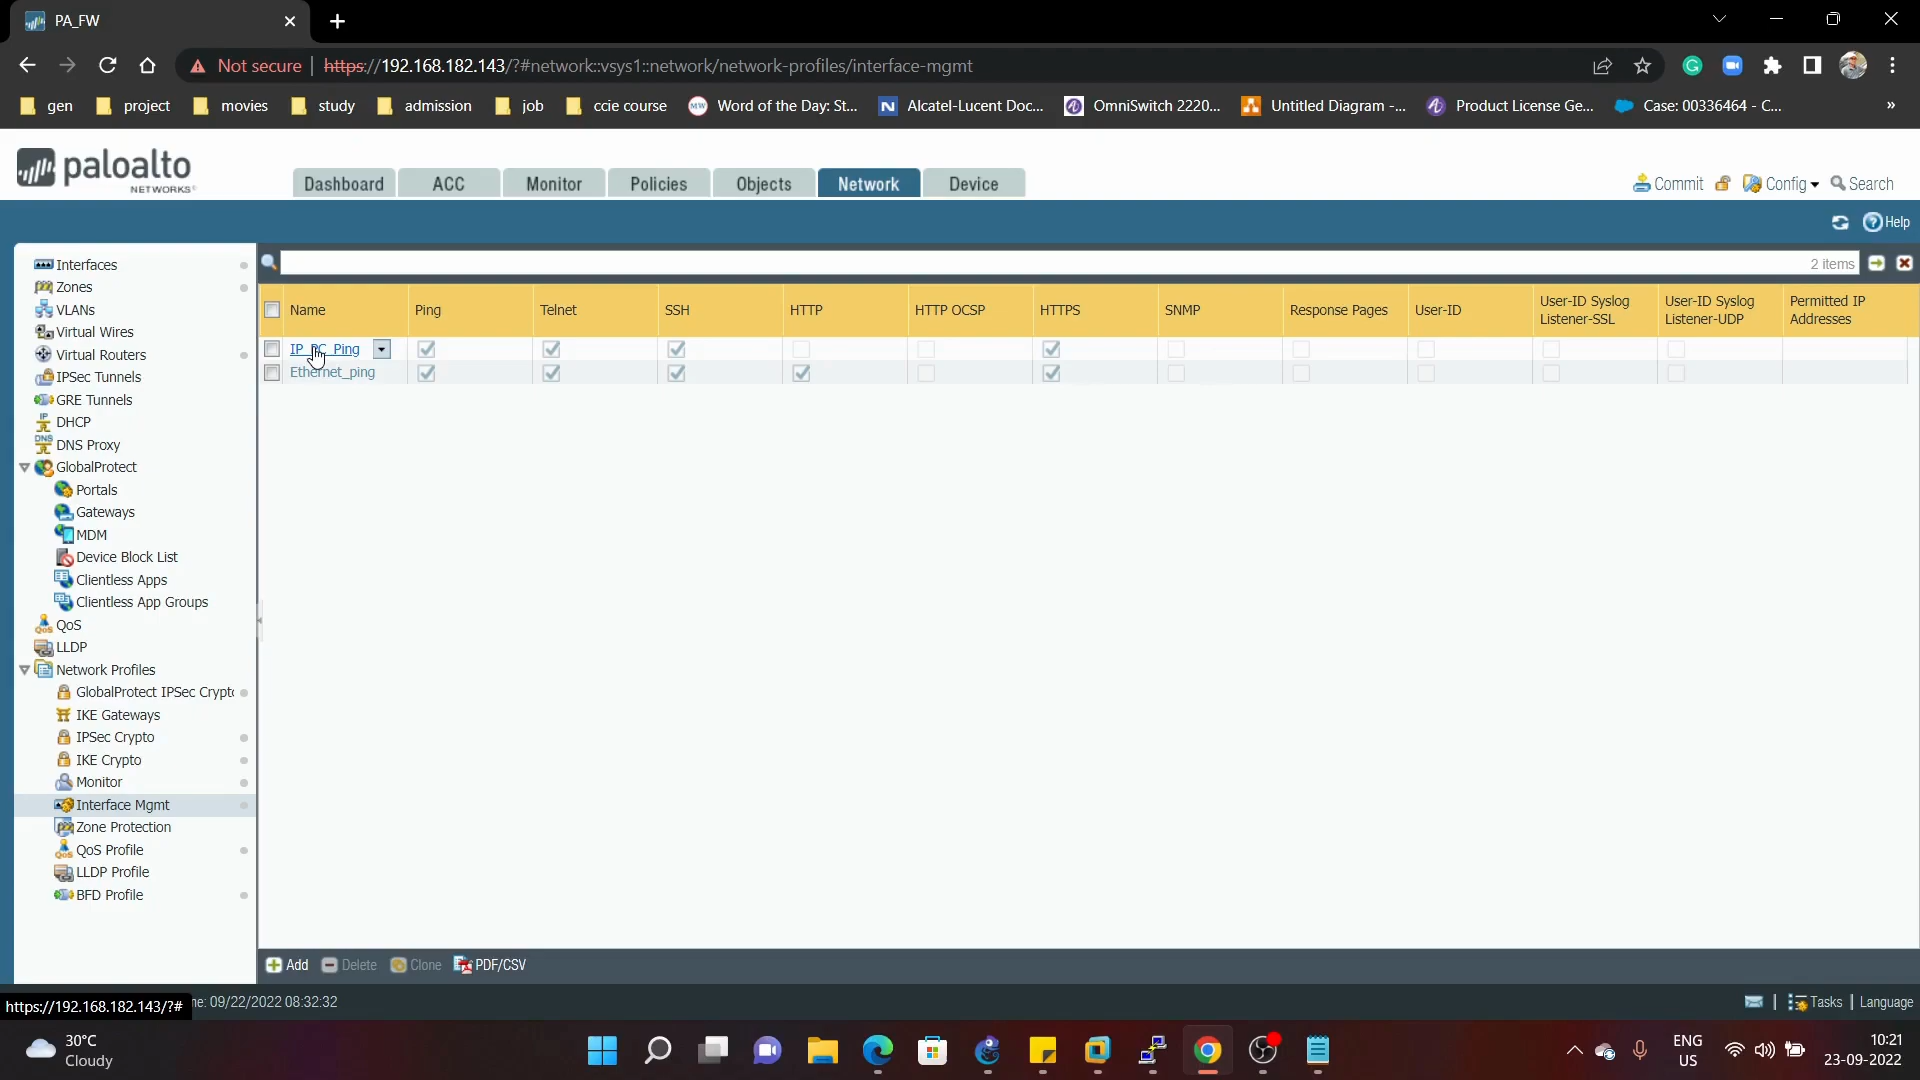 PA_FW
Not secure | https://192.168.182.143/?#network::vsys1::network/network-profiles/interface-mgmt
gen project movies study admission job ccie course Word of the Day: St... Alcatel-Lucent Doc... OmniSwitch 2220... Untitled Diagram -... Product License Ge... Case: 00336464 - C... »
paloalto
NETWORKS
Dashboard ACC Monitor Policies Objects Network Device
Commit Config Search
Help
2 items
Interfaces
Zones
VLANs
Virtual Wires
Virtual Routers
IPSec Tunnels
GRE Tunnels
DHCP
DNS Proxy
GlobalProtect
Portals
Gateways
MDM
Device Block List
Clientless Apps
Clientless App Groups
QoS
LLDP
Network Profiles
GlobalProtect IPSec Crypt
IKE Gateways
IPSec Crypto
IKE Crypto
Monitor
Interface Mgmt
Zone Protection
QoS Profile
LLDP Profile
BFD Profile
Name Ping Telnet SSH HTTP HTTP OCSP HTTPS SNMP Response Pages User-ID User-ID Syslog Listener-SSL User-ID Syslog Listener-UDP Permitted IP Addresses
IP_PC_Ping
Ethernet_ping
Add Delete Clone PDF/CSV
https://192.168.182.143/?# ne: 09/22/2022 08:32:32
Tasks | Language
30°C
Cloudy
ENG
US
10:21
23-09-2022